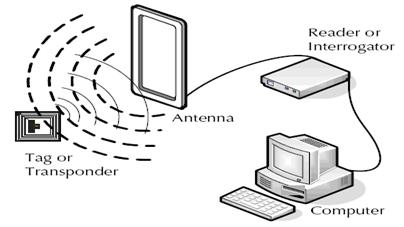 Reader or
Interrogator
Antenna
Tag or
Transponder
Computer